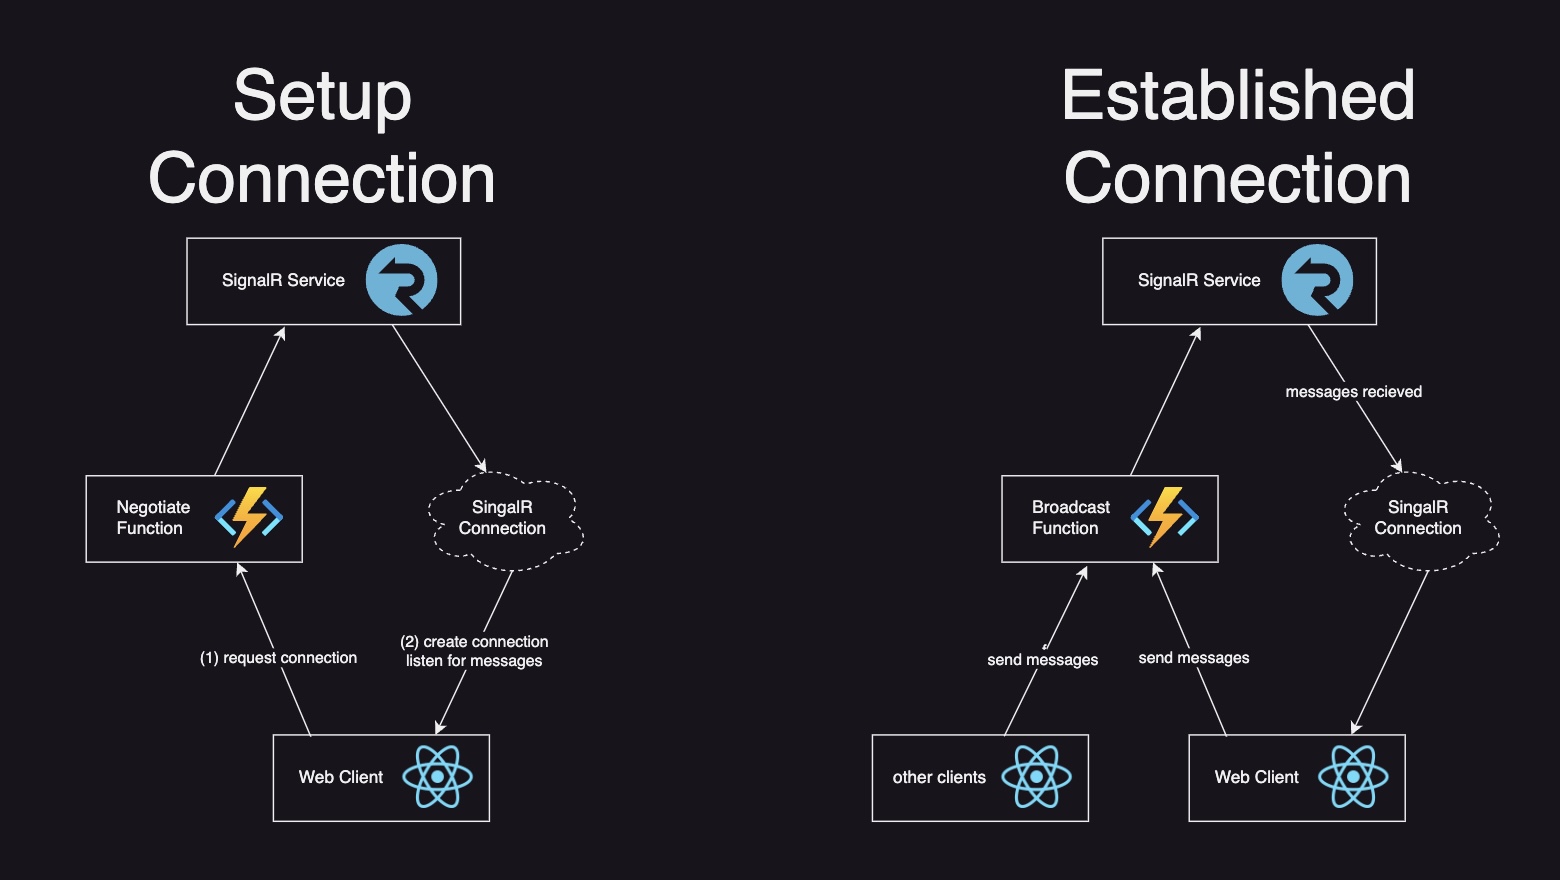 Setup
Connection
SignalR Service
Negotiate
Function
SingalR
Connection
(1) request connection
(2) create connection
listen for messages
Web Client
Established
Connection
SignalR Service
messages recieved
Broadcast
Function
SingalR
Connection
send messages
send messages
other clients
Web Client